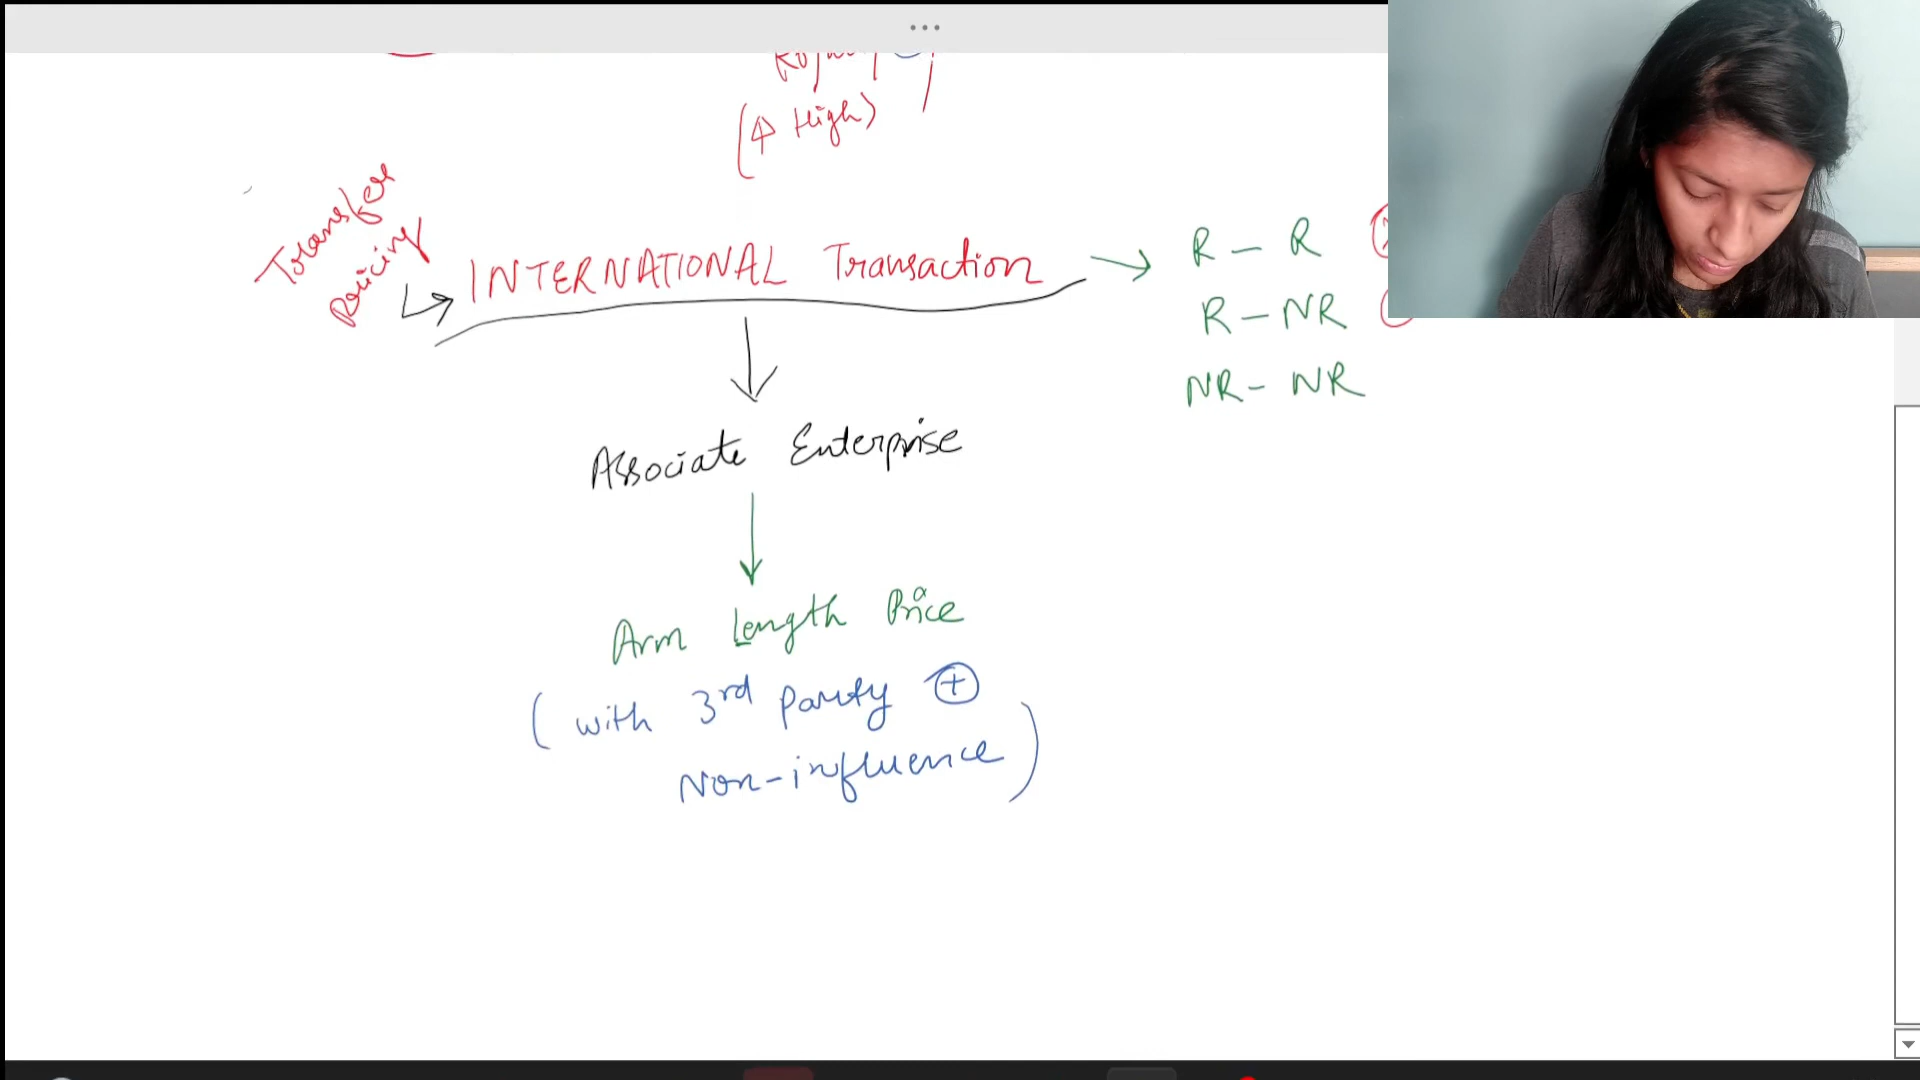 (↑ High)
Transfer
Pricing
INTERNATIONAL Transaction
R - R
R - NR
NR - NR
Associate Enterprise
Arm Length Price
(with 3rd party +
Non-influence)